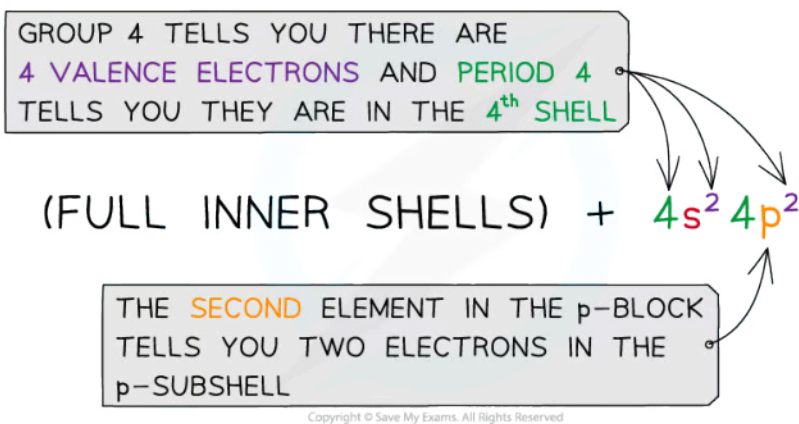 GROUP 4 TELLS YOU THERE ARE
4 VALENCE ELECTRONS AND PERIOD 4
TELLS YOU THEY ARE IN THE 4th SHELL
(FULL INNER SHELLS) + 4s² 4p²
THE SECOND ELEMENT IN THE p-BLOCK
TELLS YOU TWO ELECTRONS IN THE
p-SUBSHELL
Copyright © Save My Exams. All Rights Reserved